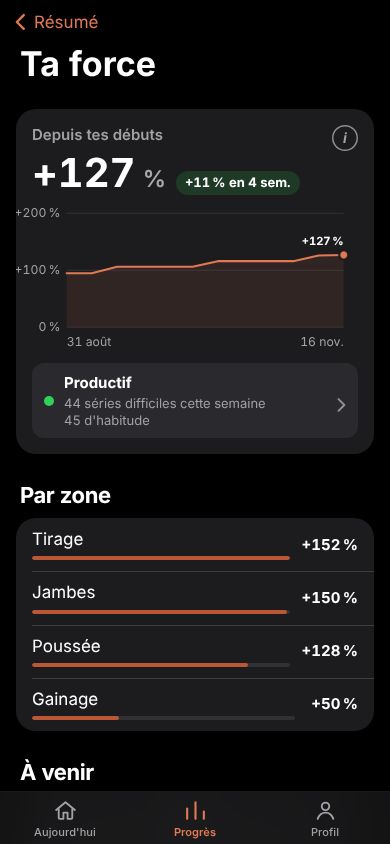 Résumé
Ta force
Depuis tes débuts
i
+127 %
+11 % en 4 sem.
+200 %
+127 %
+100 %
0 %
31 août
16 nov.
Productif
44 séries difficiles cette semaine
45 d'habitude
Par zone
Tirage
+152 %
Jambes
+150 %
Poussée
+128 %
Gainage
+50 %
À venir
Aujourd'hui
Progrès
Profil